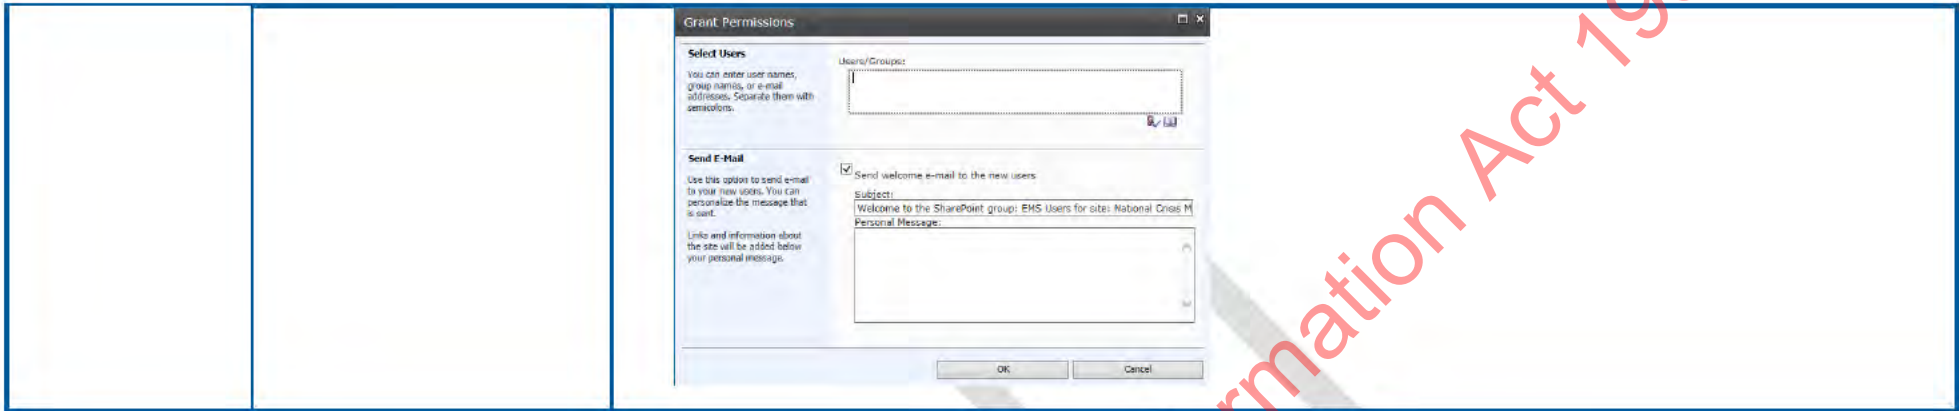 Grant Permissions
Select Users
You can enter user names,
group names, or e-mail
addresses. Separate them with
semicolons.
Users/Groups:
Send E-Mail
Use this option to send e-mail
to your new users. You can
personalize the message that
is sent.
Links and information about
the site will be added below
your personal message.
Send welcome e-mail to the new users
Subject:
Welcome to the SharePoint group: EMS Users for site: National Crisis M
Personal Message:
OK
Cancel
rmation Act 19